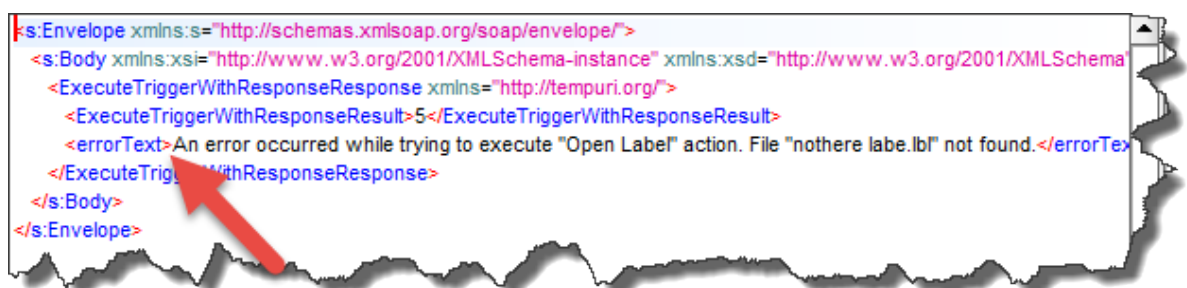 <s:Envelope xmlns:s="http://schemas.xmlsoap.org/soap/envelope/">
<s:Body xmlns:xsi="http://www.w3.org/2001/XMLSchema-instance" xmlns:xsd="http://www.w3.org/2001/XMLSchema"
<ExecuteTriggerWithResponseResponse xmlns="http://tempuri.org/">
<ExecuteTriggerWithResponseResult>5</ExecuteTriggerWithResponseResult>
<errorText>An error occurred while trying to execute "Open Label" action. File "nothere labe.lbl" not found.</errorTex
</ExecuteTriggerWithResponseResponse>
</s:Body>
</s:Envelope>